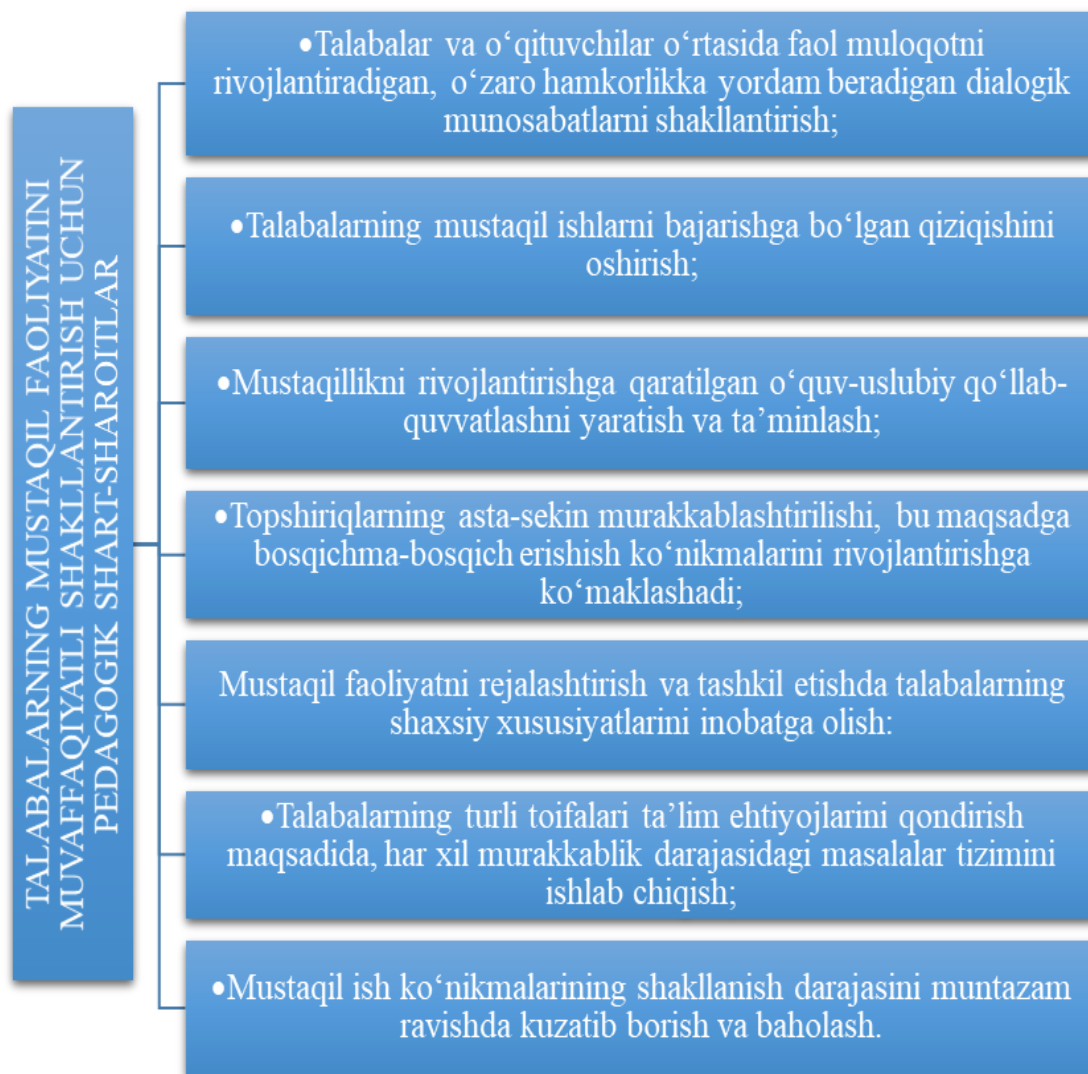 TALABALARNING MUSTAQIL FAOLIYATINI
MUVAFFAQIYATLI SHAKLLANTIRISH UCHUN
PEDAGOGIK SHART-SHAROITLAR
•Talabalar va o‘qituvchilar o‘rtasida faol muloqotni
rivojlantiradigan, o‘zaro hamkorlikka yordam beradigan dialogik
munosabatlarni shakllantirish;
•Talabalarning mustaqil ishlarni bajarishga bo‘lgan qiziqishini
oshirish;
•Mustaqillikni rivojlantirishga qaratilgan o‘quv-uslubiy qo‘llab-
quvvatlashni yaratish va ta’minlash;
•Topshiriqlarning asta-sekin murakkablashtirilishi, bu maqsadga
bosqichma-bosqich erishish ko‘nikmalarini rivojlantirishga
ko‘maklashadi;
Mustaqil faoliyatni rejalashtirish va tashkil etishda talabalarning
shaxsiy xususiyatlarini inobatga olish:
•Talabalarning turli toifalari ta’lim ehtiyojlarini qondirish
maqsadida, har xil murakkablik darajasidagi masalalar tizimini
ishlab chiqish;
•Mustaqil ish ko‘nikmalarining shakllanish darajasini muntazam
ravishda kuzatib borish va baholash.